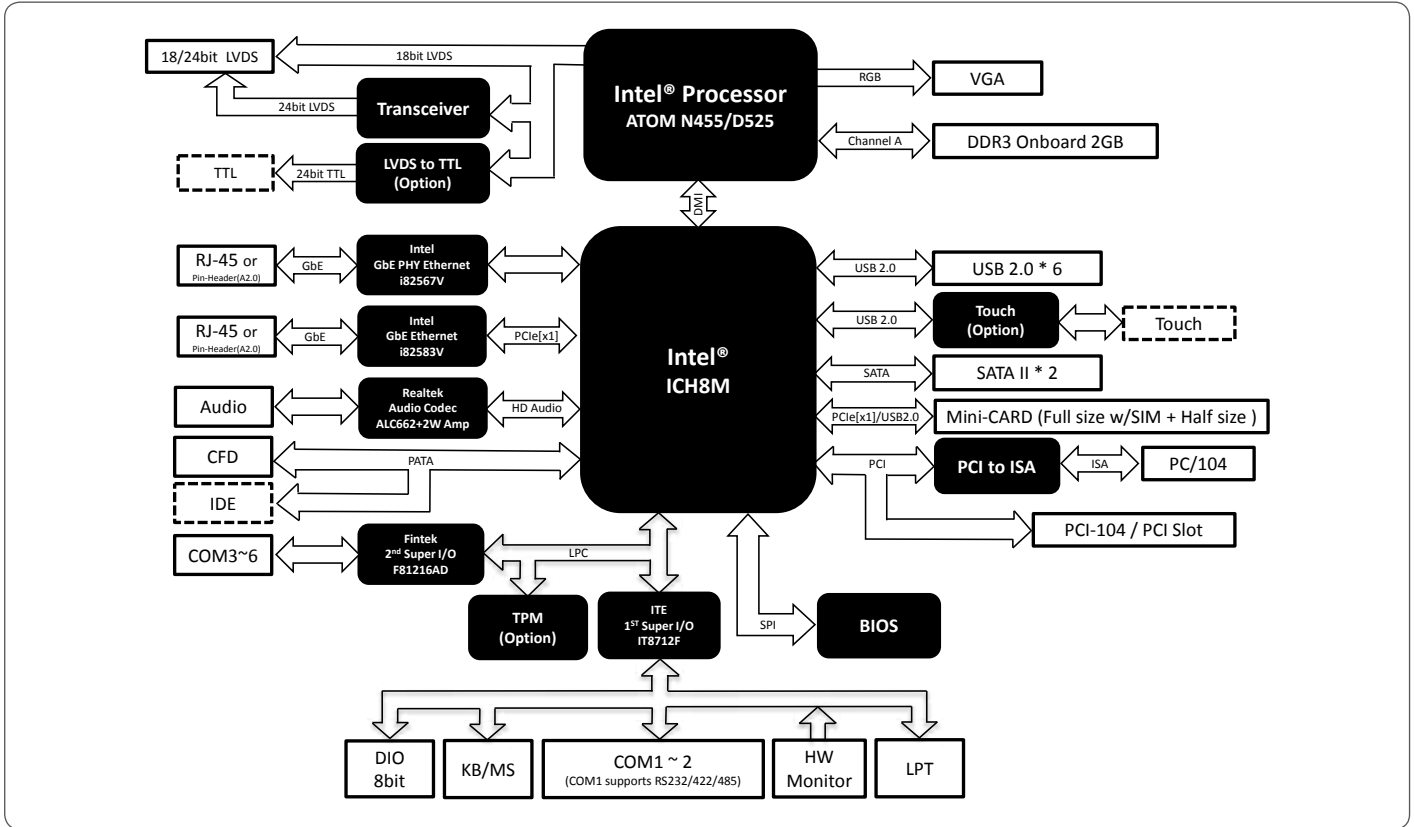 18/24bit LVDS
18bit LVDS
24bit LVDS
Transceiver
TTL
24bit TTL
LVDS to TTL
(Option)
Intel® Processor
ATOM N455/D525
RGB
VGA
Channel A
DDR3 Onboard 2GB
DMI
RJ-45 or
Pin-Header(A2.0)
GbE
Intel
GbE PHY Ethernet
i82567V
RJ-45 or
Pin-Header(A2.0)
GbE
Intel
GbE Ethernet
i82583V
PCIe[x1]
Audio
Realtek
Audio Codec
ALC662+2W Amp
HD Audio
CFD
PATA
IDE
COM3~6
Fintek
2nd Super I/O
F81216AD
LPC
Intel®
ICH8M
USB 2.0
USB 2.0 * 6
USB 2.0
Touch
(Option)
Touch
SATA
SATA II * 2
PCIe[x1]/USB2.0
Mini-CARD (Full size w/SIM + Half size )
PCI
PCI to ISA
ISA
PC/104
PCI-104 / PCI Slot
TPM
(Option)
ITE
1ST Super I/O
IT8712F
SPI
BIOS
DIO
8bit
KB/MS
COM1 ~ 2
(COM1 supports RS232/422/485)
HW
Monitor
LPT